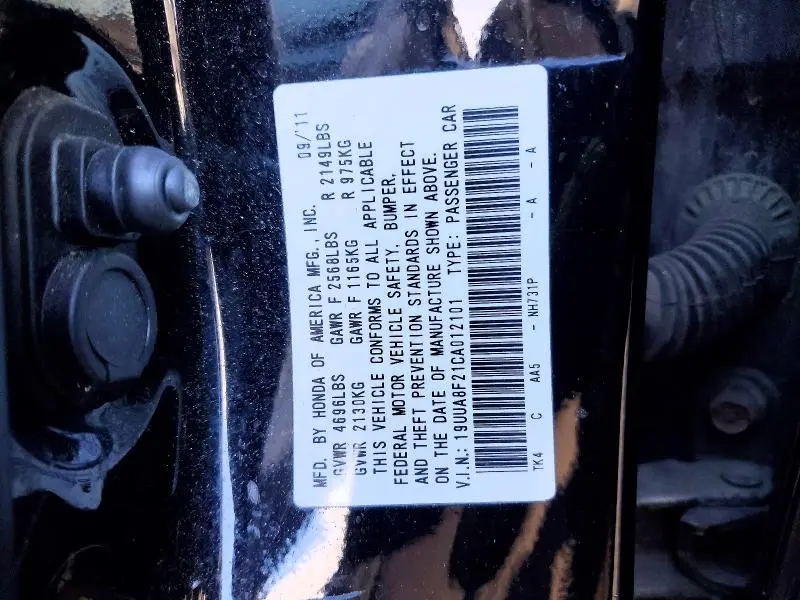 MFD. BY HONDA OF AMERICA MFG., INC. 09/'11
GVWR 4696LBS GAWR F 2568LBS R 2149LBS
GVWR 2130KG GAWR F 1165KG R 975KG
THIS VEHICLE CONFORMS TO ALL APPLICABLE
FEDERAL MOTOR VEHICLE SAFETY, BUMPER,
AND THEFT PREVENTION STANDARDS IN EFFECT
ON THE DATE OF MANUFACTURE SHOWN ABOVE.
V.I.N.: 19UUA8F21CA012101 TYPE: PASSENGER CAR
TK4 C AA5 - NH731P - A - A